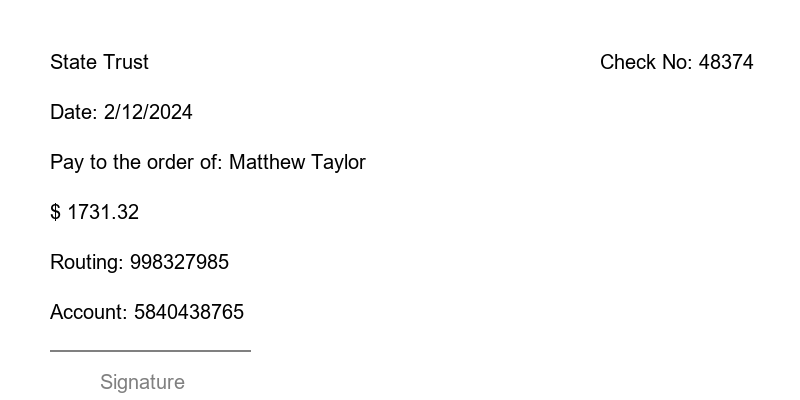 State Trust
Check No: 48374
Date: 2/12/2024
Pay to the order of: Matthew Taylor
$ 1731.32
Routing: 998327985
Account: 5840438765
Signature